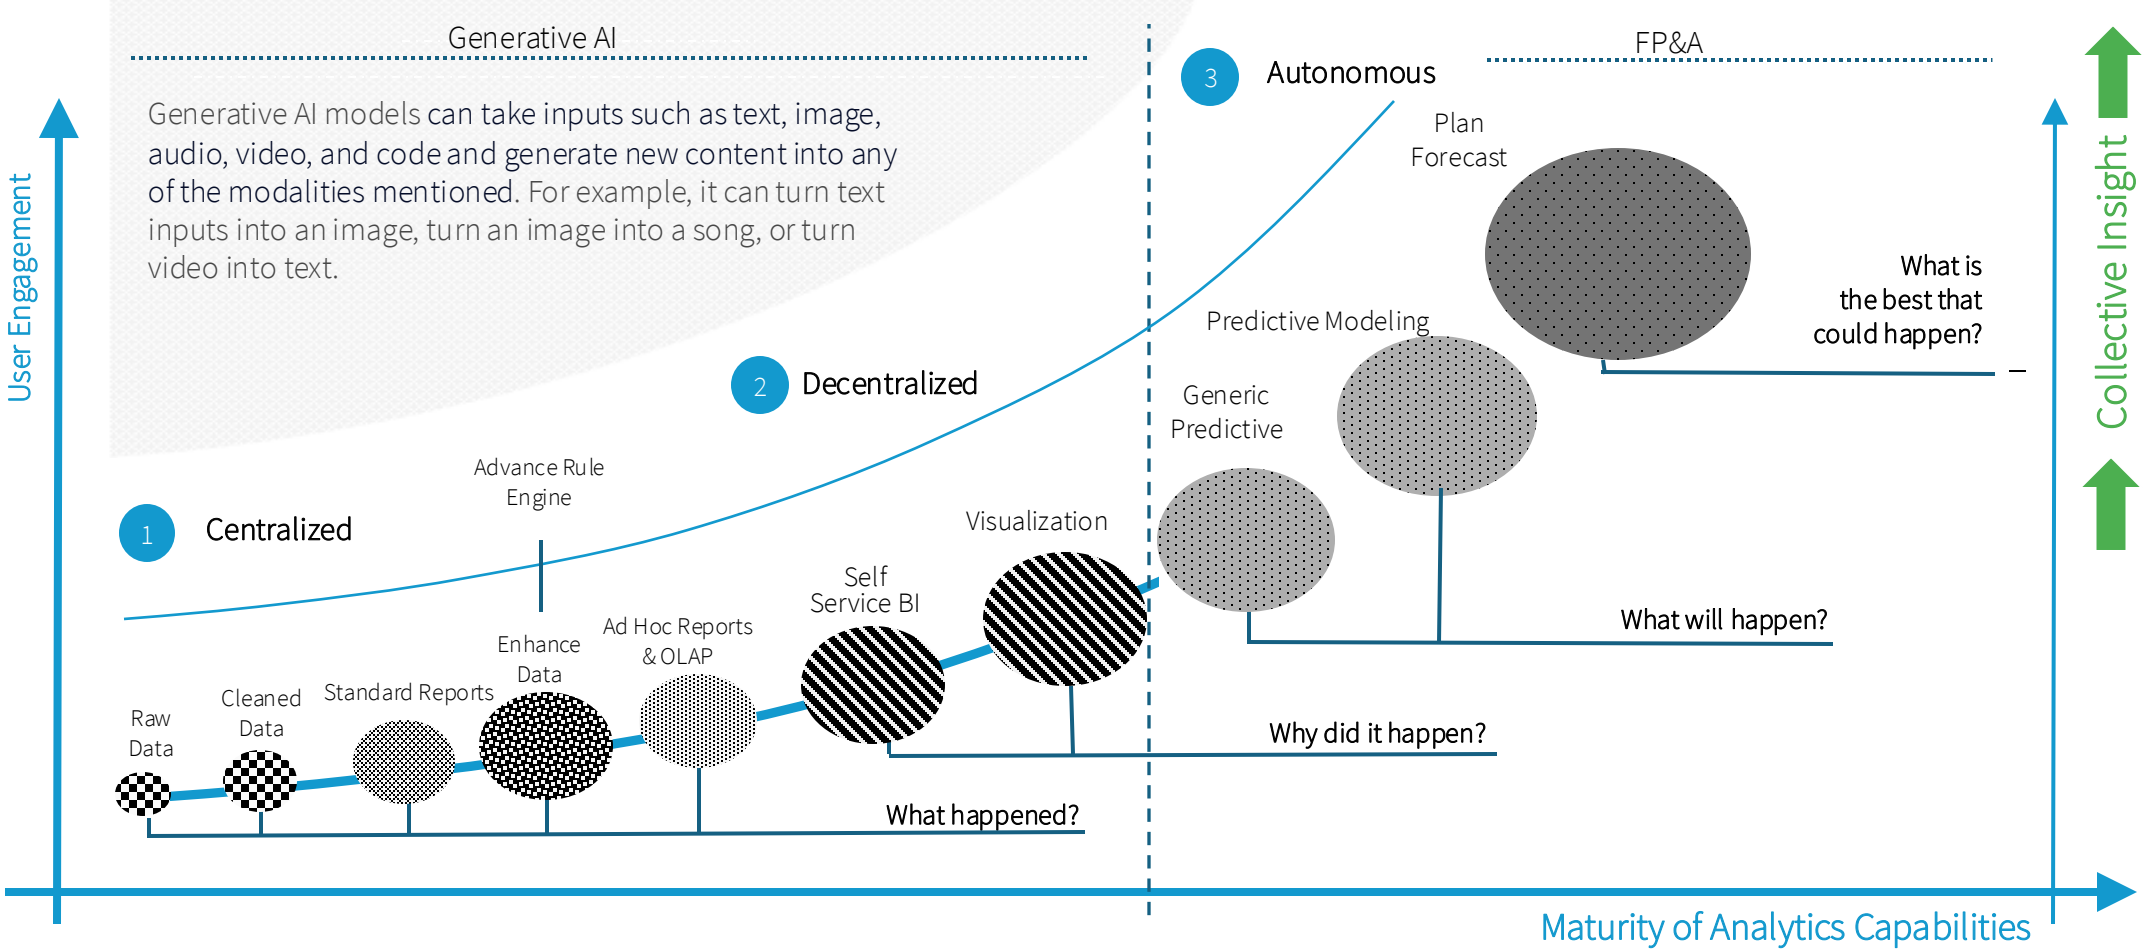 Generative AI
FP&A
3
Autonomous
Generative AI models can take inputs such as text, image,
audio, video, and code and generate new content into any
of the modalities mentioned. For example, it can turn text
inputs into an image, turn an image into a song, or turn
video into text.
Plan
Forecast
User Engagement
Collective Insight
What is
the best that
could happen?
Predictive Modeling
2
Decentralized
Generic
Predictive
Advance Rule
Engine
1
Centralized
Visualization
Self
Service BI
What will happen?
Ad Hoc Reports
& OLAP
Enhance
Data
Standard Reports
Cleaned
Data
Raw
Data
Why did it happen?
What happened?
Maturity of Analytics Capabilities